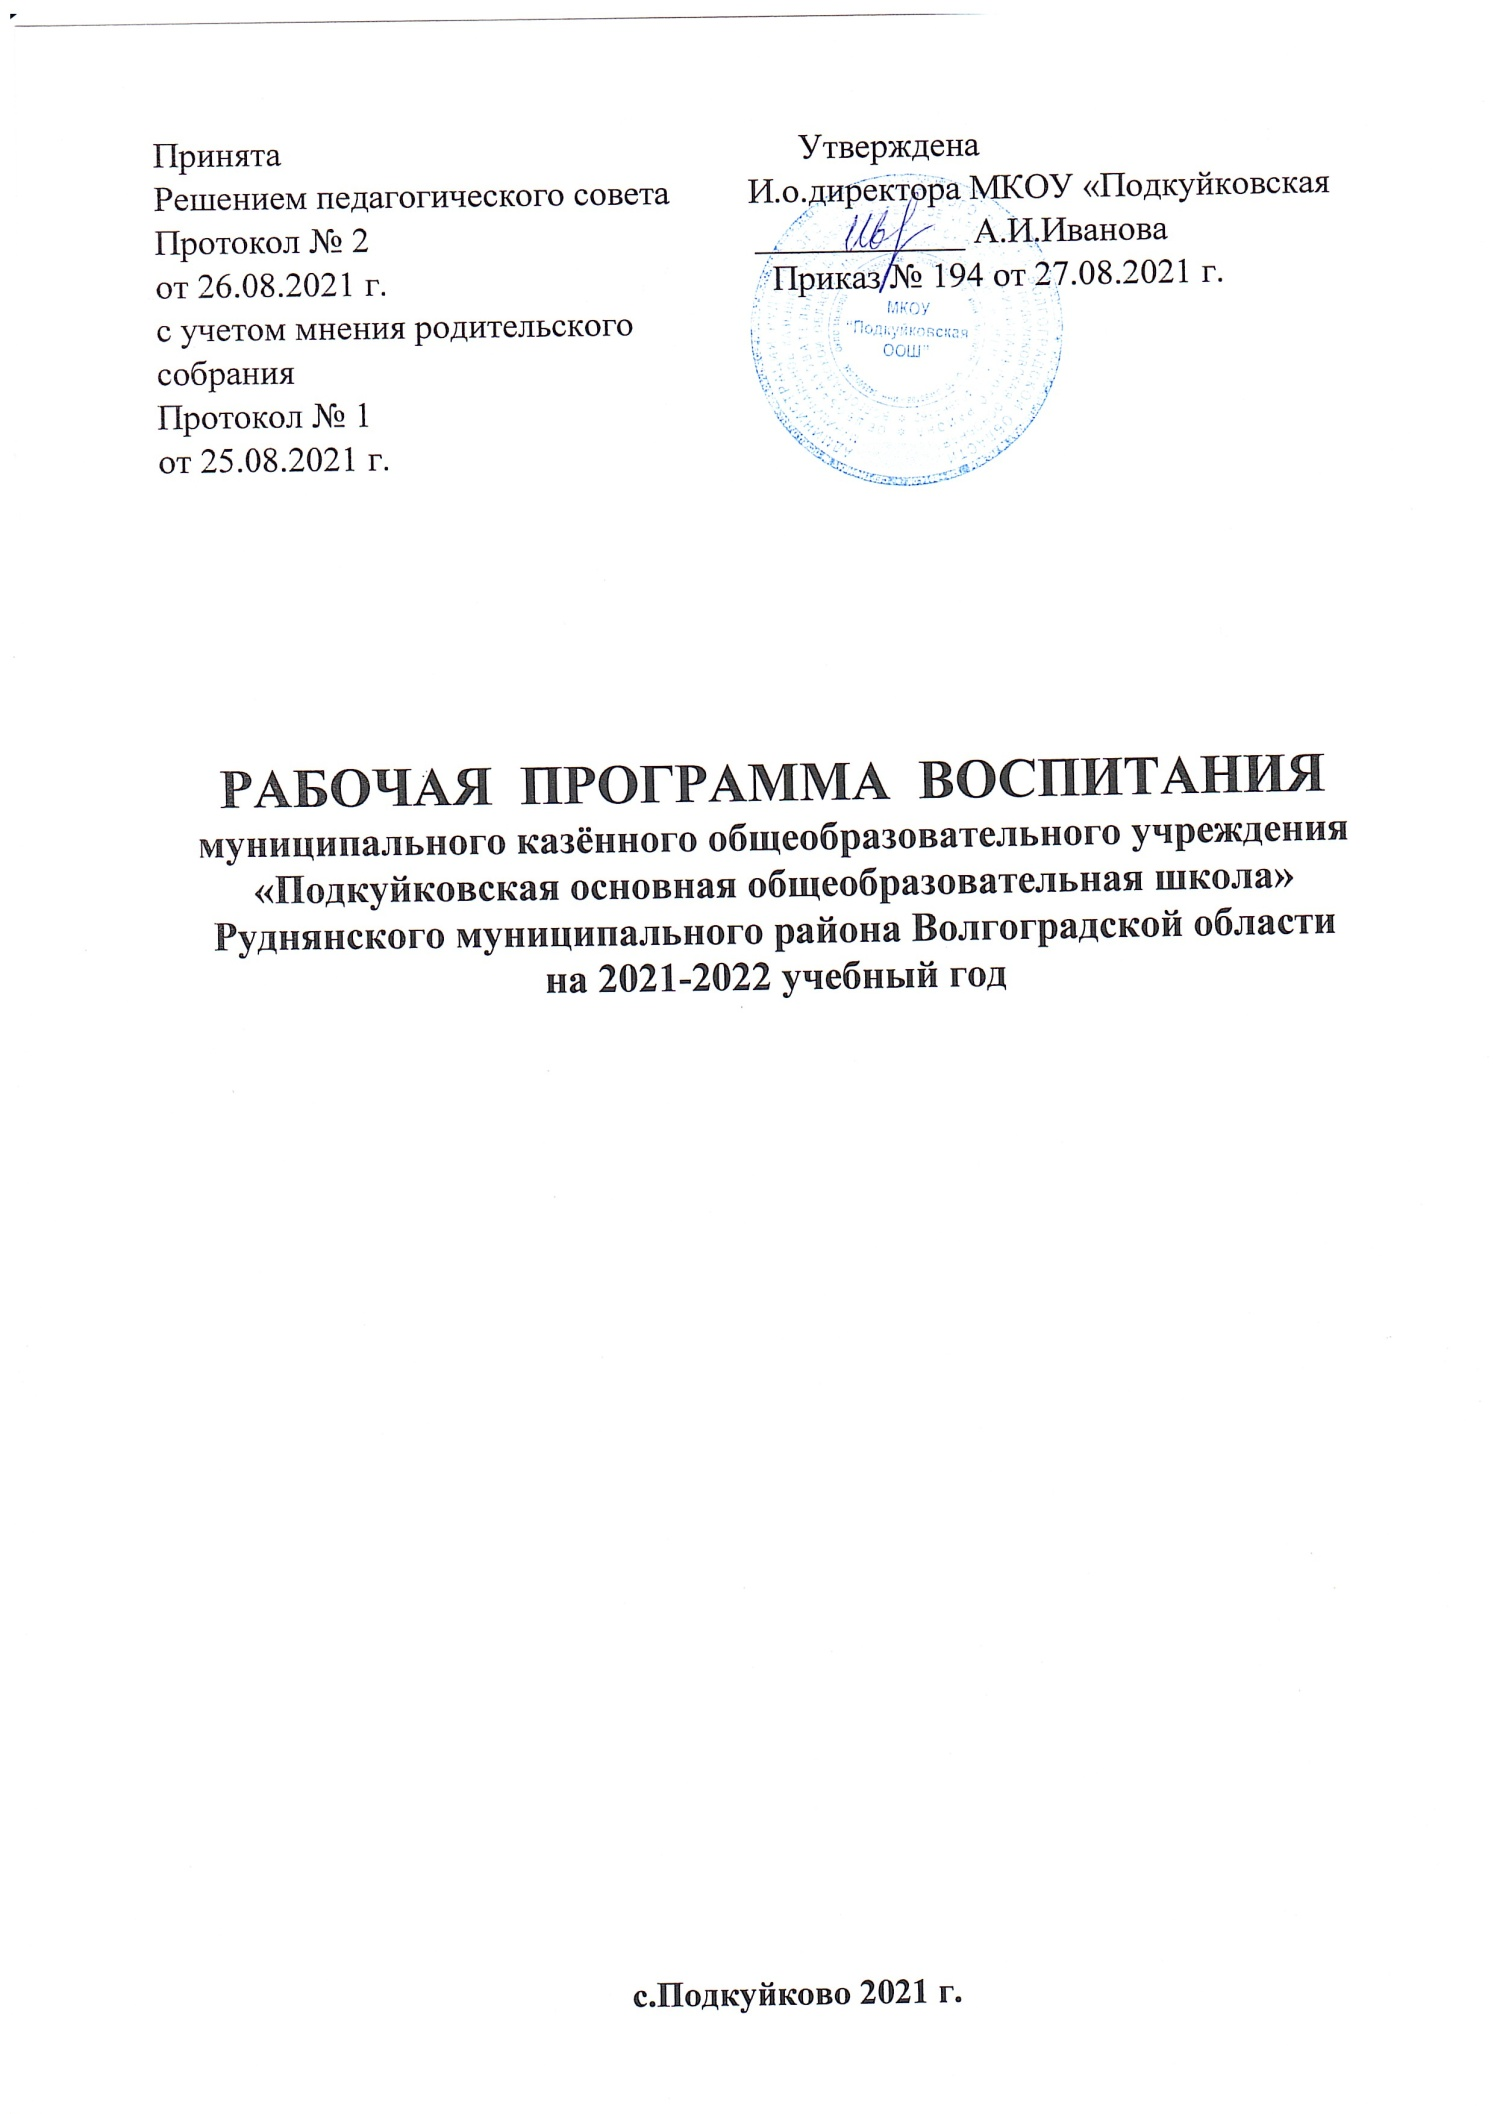 Принята
Решением педагогического совета
Протокол № 2
от 26.08.2021 г.
с учетом мнения родительского
собрания
Протокол № 1
от 25.08.2021 г.
Утверждена
И.о.директора МКОУ «Подкуйковская
А.И.Иванова
Приказ № 194 от 27.08.2021 г.
МКОУ
"Подкуйковская
ООШ"
РАБОЧАЯ ПРОГРАММА ВОСПИТАНИЯ
муниципального казённого общеобразовательного учреждения
«Подкуйковская основная общеобразовательная школа»
Руднянского муниципального района Волгоградской области
на 2021-2022 учебный год
с.Подкуйково 2021 г.